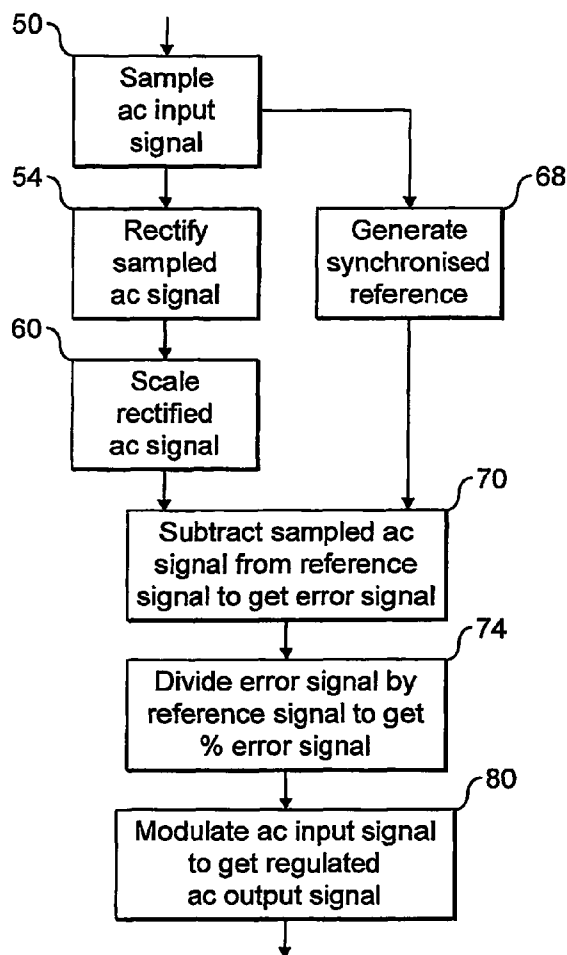 50
Sample
ac input
signal
54
Rectify
sampled
ac signal
68
Generate
synchronised
reference
60
Scale
rectified
ac signal
70
Subtract sampled ac
signal from reference
signal to get error signal
74
Divide error signal by
reference signal to get
% error signal
80
Modulate ac input signal
to get regulated
ac output signal